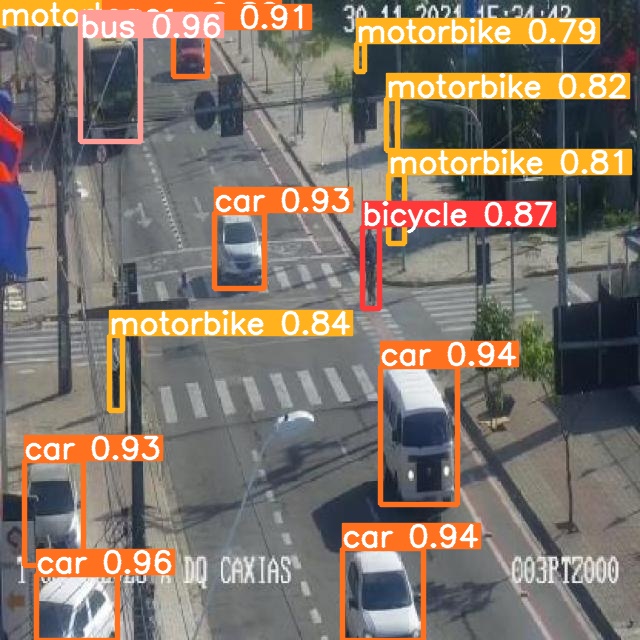 car 0.91
30-11-2021 15:24:42
bus 0.96
motorbike 0.79
motorbike 0.82
motorbike 0.81
car 0.93
bicycle 0.87
motorbike 0.84
car 0.94
car 0.93
car 0.94
car 0.96
DQ CAXIAS
003PTZ000